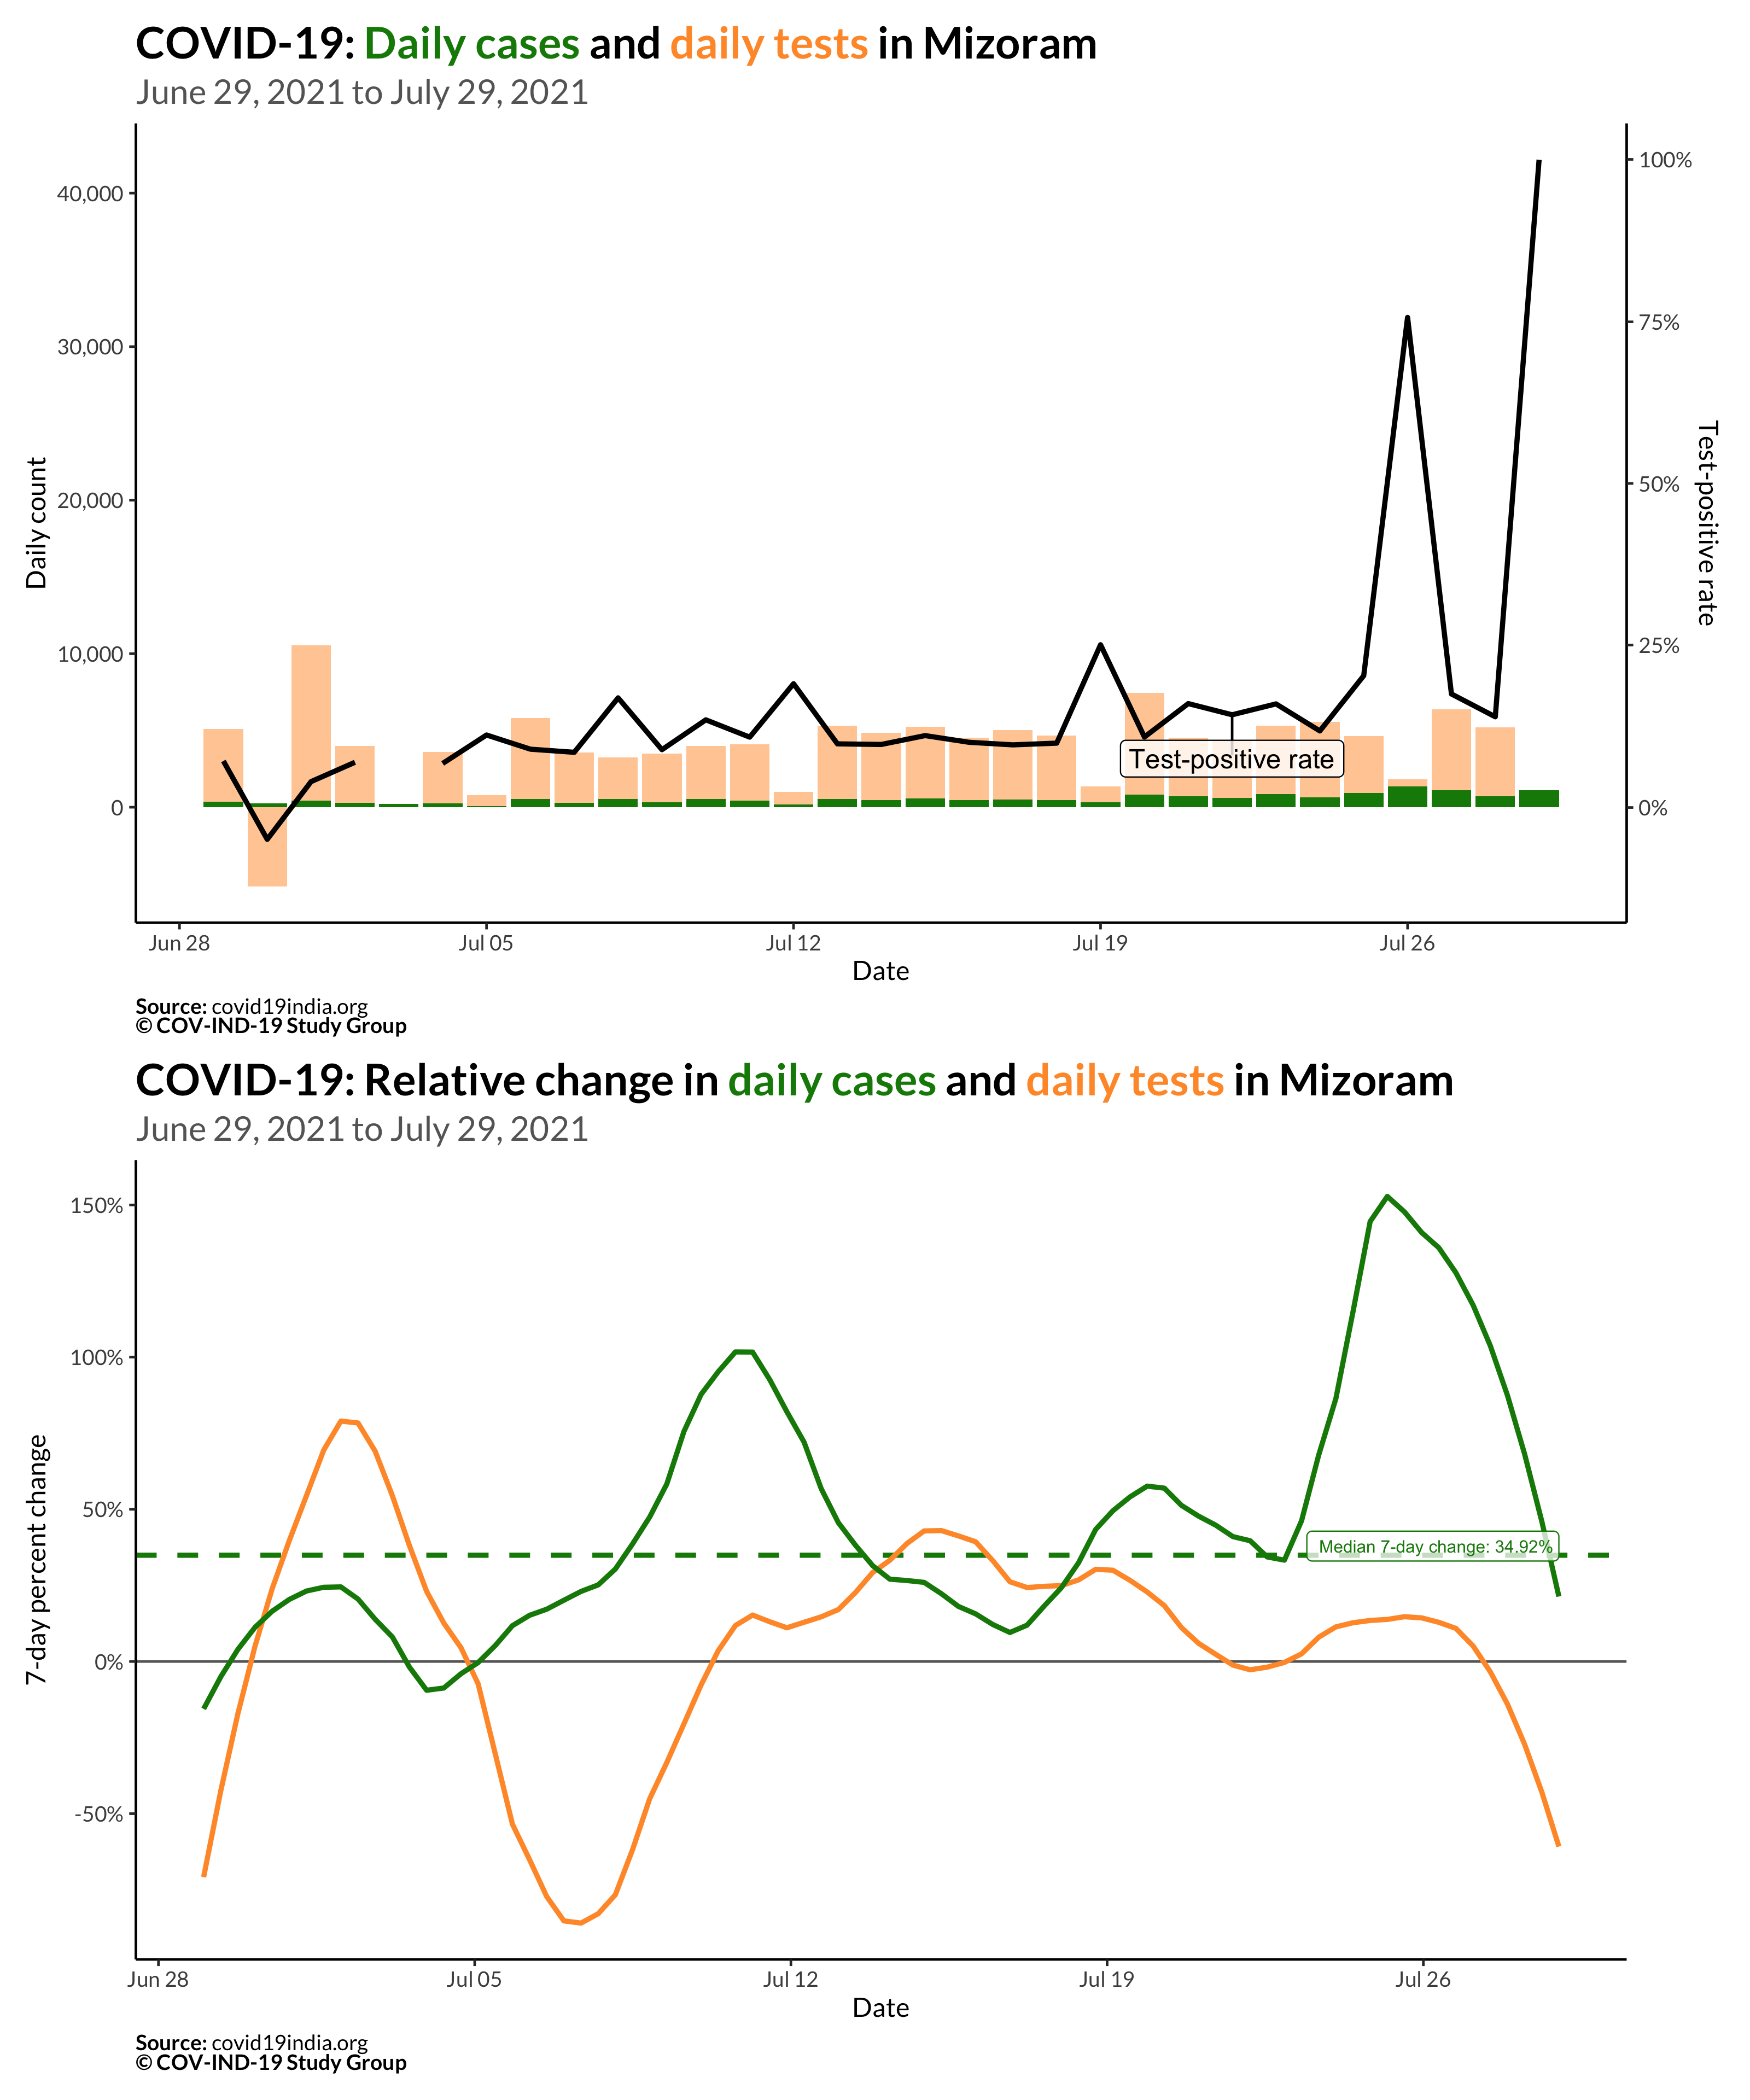 COVID-19: Daily cases and daily tests in Mizoram
June 29, 2021 to July 29, 2021
40,000
30,000
20,000
10,000
0
Daily count
100%
75%
50%
25%
0%
Test-positive rate
Test-positive rate
Jun 28
Jul 05
Jul 12
Jul 19
Jul 26
Date
Source: covid19india.org
© COV-IND-19 Study Group
COVID-19: Relative change in daily cases and daily tests in Mizoram
June 29, 2021 to July 29, 2021
150%
100%
50%
0%
-50%
7-day percent change
Median 7-day change: 34.92%
Jun 28
Jul 05
Jul 12
Jul 19
Jul 26
Date
Source: covid19india.org
© COV-IND-19 Study Group